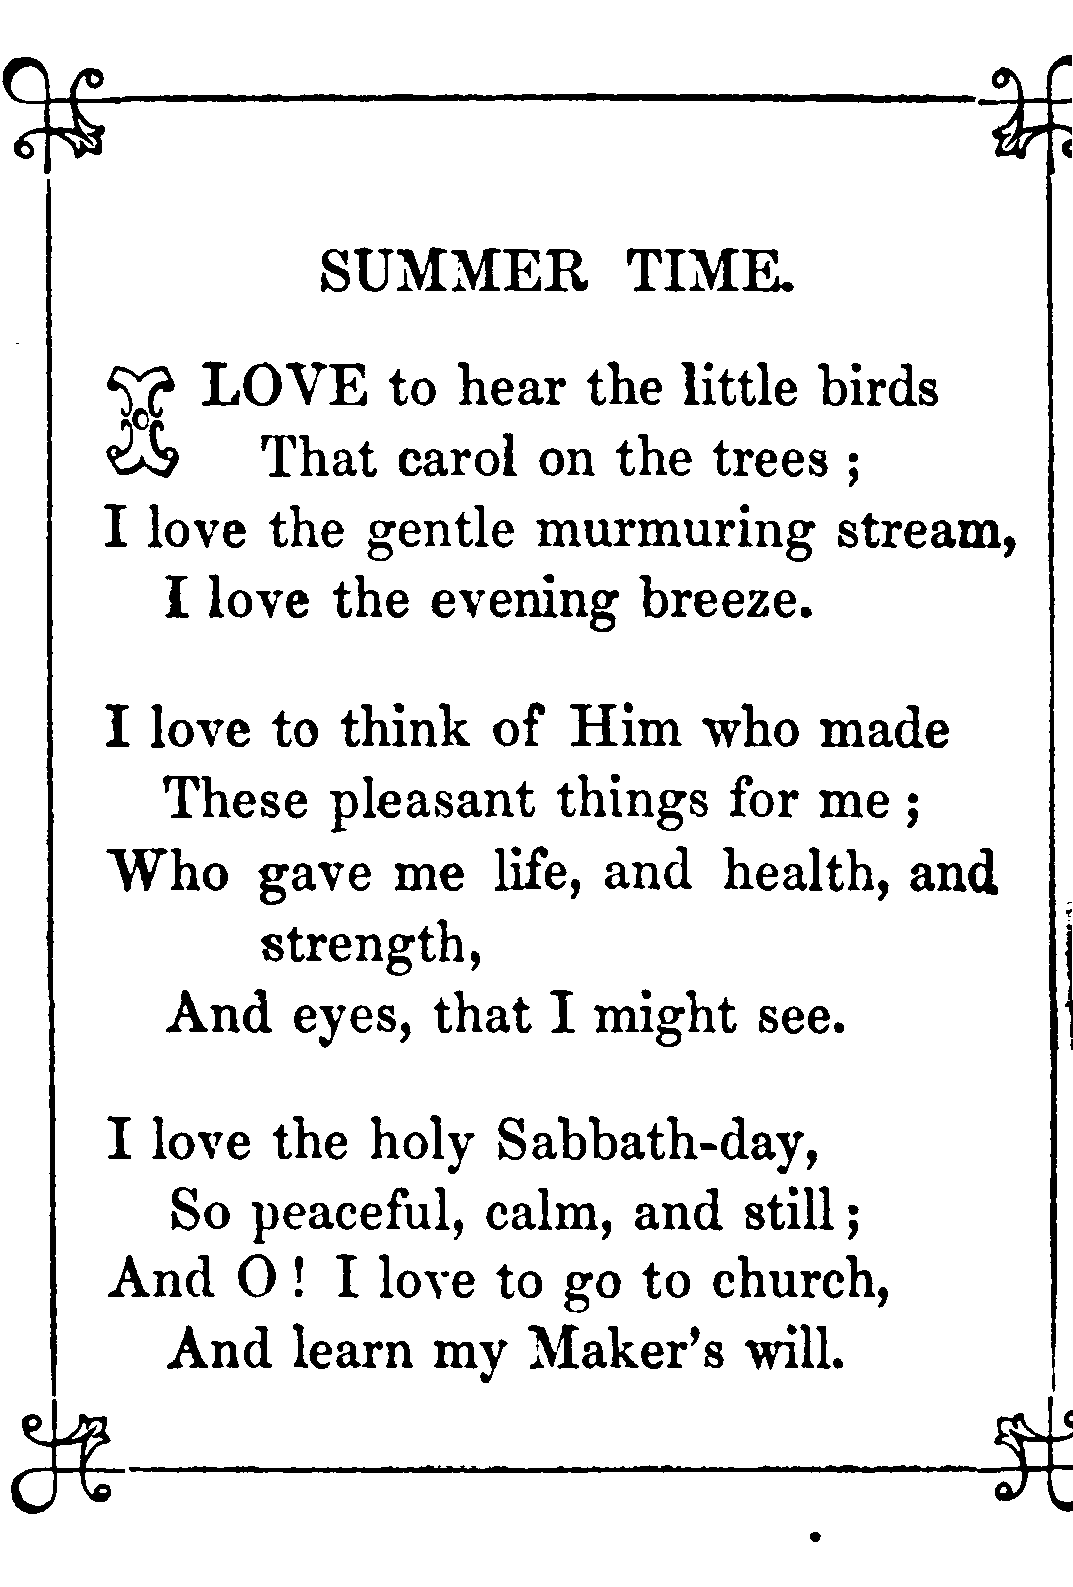 SUMMER TIME.
I LOVE to hear the little birds
That carol on the trees ;
I love the gentle murmuring stream,
I love the evening breeze.
I love to think of Him who made
These pleasant things for me ;
Who gave me life, and health, and
strength,
And eyes, that I might see.
I love the holy Sabbath-day,
So peaceful, calm, and still ;
And O ! I love to go to church,
And learn my Maker's will.